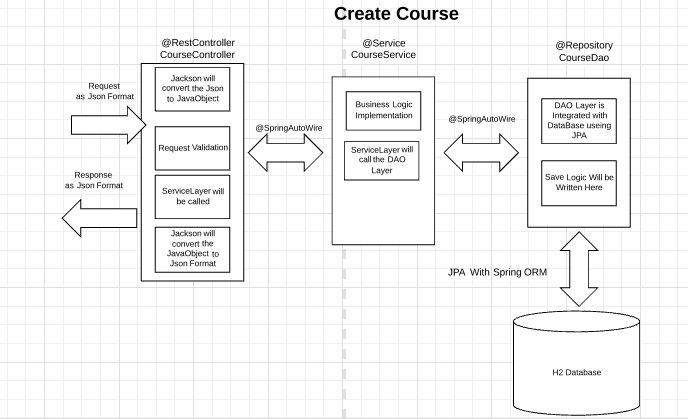 Create Course
@RestController
CourseController
Request
as Json Format
Response
as Json Format
Jackson will
convert the Json
to JavaObject
Request Validation
ServiceLayer will
be called
Jackson will
convert the
JavaObject to
Json Format
@SpringAutoWire
@Service
CourseService
Business Logic
Implementation
ServiceLayer will
call the DAO
Layer
@SpringAutoWire
@Repository
CourseDao
DAO Layer is
Integrated with
DataBase useing
JPA
Save Logic Will be
Written Here
JPA With Spring ORM
H2 Database